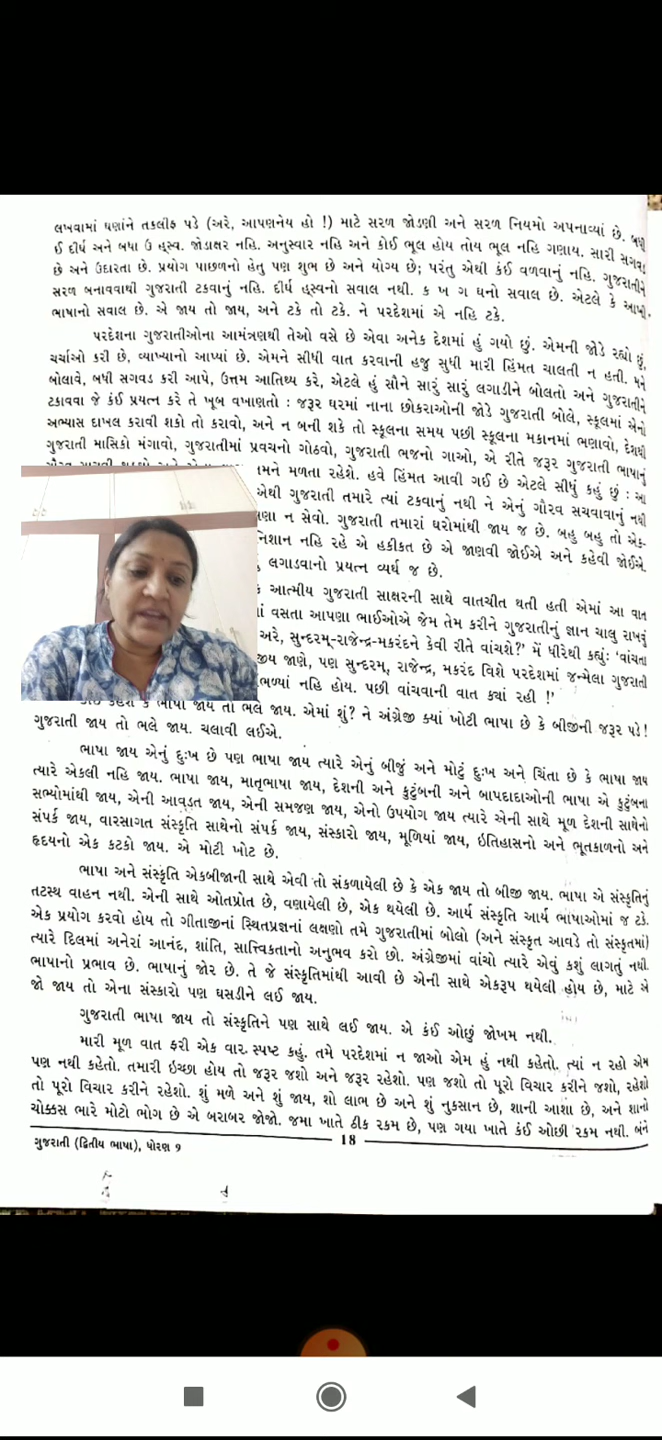 લખવામાં ઘણાંને તકલીફ પડે (અરે, આપણનેય હો !) માટે સરળ જોડણી અને સરળ નિયમો અપનાવ્યાં છે. બધી
ઈ દીર્ઘ અને બધા ઉ હ્રસ્વ. જોડાક્ષર નહિ. અનુસ્વાર નહિ અને કોઈ ભૂલ હોય તોય ભૂલ નહિ ગણાય. સારી સગવડ
છે અને ઉદારતા છે. પ્રયોગ પાછળનો હેતુ પણ શુભ છે અને યોગ્ય છે; પરંતુ એથી કંઈ વળવાનું નહિ. ગુજરાતીને
સરળ બનાવવાથી ગુજરાતી ટકવાનું નહિ. દીર્ઘ હ્રસ્વનો સવાલ નથી. ક ખ ગ ઘનો સવાલ છે. એટલે કે આખી
ભાષાનો સવાલ છે. એ જાય તો જાય, અને ટકે તો ટકે. ને પરદેશમાં એ નહિ ટકે.
પરદેશના ગુજરાતીઓના આમંત્રણથી તેઓ વસે છે એવા અનેક દેશમાં હું ગયો છું. એમની જોડે રહ્યો છું,
ચર્ચાઓ કરી છે, વ્યાખ્યાનો આપ્યાં છે. એમને સીધી વાત કરવાની હજુ સુધી મારી હિંમત ચાલતી ન હતી. મને
બોલાવે, બધી સગવડ કરી આપે, ઉત્તમ આતિથ્ય કરે, એટલે હું સૌને સારું સારું લગાડીને બોલતો અને ગુજરાતીને
ટકાવવા જે કંઈ પ્રયત્ન કરે તે ખૂબ વખાણતો : જરૂર ઘરમાં નાના છોકરાઓની જોડે ગુજરાતી બોલે, સ્કૂલમાં એનો
અભ્યાસ દાખલ કરાવી શકો તો કરાવો, અને ન બની શકે તો સ્કૂલના સમય પછી સ્કૂલના મકાનમાં ભણાવો, દેશથી
ગુજરાતી માસિકો મંગાવો, ગુજરાતીમાં પ્રવચનો ગોઠવો, ગુજરાતી ભજનો ગાઓ, એ રીતે જરૂર ગુજરાતી ભાષાનું
તમને મળતા રહેશો. હવે હિંમત આવી ગઈ છે એટલે સીધું કહું છું : આ
એથી ગુજરાતી તમારે ત્યાં ટકવાનું નથી ને એનું ગૌરવ સચવાવાનું નથી
ણા ન સેવો. ગુજરાતી તમારાં ઘરોમાંથી જાય જ છે. બહુ બહુ તો એક-
નિશાન નહિ રહે એ હકીકત છે એ જાણવી જોઈએ અને કહેવી જોઈએ
લગાડવાનો પ્રયત્ન વ્યર્થ જ છે.
ક આત્મીય ગુજરાતી સાક્ષરની સાથે વાતચીત થતી હતી એમાં આ વાત
માં વસતા આપણા ભાઈઓએ જેમ તેમ કરીને ગુજરાતીનું જ્ઞાન ચાલુ રાખવું
અરે, સુન્દરમ્-રાજેન્દ્ર-મકરંદને કેવી રીતે વાંચશે?' મેં ધીરેથી કહ્યું: 'વાંચતા
જીય જાણે, પણ સુન્દરમ્, રાજેન્દ્ર, મકરંદ વિશે પરદેશમાં જન્મેલા ગુજરાતી
ભળ્યાં નહિ હોય. પછી વાંચવાની વાત ક્યાં રહી !'
કોઈ કહેશે કે ભાષા જાય તો ભલે જાય. એમાં શું? ને અંગ્રેજી ક્યાં ખોટી ભાષા છે કે બીજીની જરૂર પડે!
ગુજરાતી જાય તો ભલે જાય. ચલાવી લઈએ.
ભાષા જાય એનું દુઃખ છે પણ ભાષા જાય ત્યારે એનું બીજું અને મોટું દુઃખ અને ચિંતા છે કે ભાષા જાય
ત્યારે એકલી નહિ જાય. ભાષા જાય, માતૃભાષા જાય, દેશની અને કુટુંબની અને બાપદાદાઓની ભાષા એ કુટુંબના
સભ્યોમાંથી જાય, એની આવડત જાય, એની સમજણ જાય, એનો ઉપયોગ જાય ત્યારે એની સાથે મૂળ દેશની સાથેનો
સંપર્ક જાય, વારસાગત સંસ્કૃતિ સાથેનો સંપર્ક જાય, સંસ્કારો જાય, મૂળિયાં જાય, ઇતિહાસનો અને ભૂતકાળનો અને
હૃદયનો એક કટકો જાય. એ મોટી ખોટ છે.
ભાષા અને સંસ્કૃતિ એકબીજાની સાથે એવી તો સંકળાયેલી છે કે એક જાય તો બીજી જાય. ભાષા એ સંસ્કૃતિનું
તટસ્થ વાહન નથી. એની સાથે ઓતપ્રોત છે, વણાયેલી છે, એક થયેલી છે. આર્ય સંસ્કૃતિ આર્ય ભાષાઓમાં જ ટકે.
એક પ્રયોગ કરવો હોય તો ગીતાજીનાં સ્થિતપ્રજ્ઞનાં લક્ષણો તમે ગુજરાતીમાં બોલો (અને સંસ્કૃત આવડે તો સંસ્કૃતમાં)
ત્યારે દિલમાં અનેરાં આનંદ, શાંતિ, સાત્ત્વિકતાનો અનુભવ કરો છો. અંગ્રેજીમાં વાંચો ત્યારે એવું કશું લાગતું નથી.
ભાષાનો પ્રભાવ છે. ભાષાનું જોર છે. તે જે સંસ્કૃતિમાંથી આવી છે એની સાથે એકરૂપ થયેલી હોય છે, માટે એ
જો જાય તો એના સંસ્કારો પણ ઘસડીને લઈ જાય.
ગુજરાતી ભાષા જાય તો સંસ્કૃતિને પણ સાથે લઈ જાય. એ કંઈ ઓછું જોખમ નથી.
મારી મૂળ વાત ફરી એક વાર સ્પષ્ટ કહું. તમે પરદેશમાં ન જાઓ એમ હું નથી કહેતો. ત્યાં ન રહો એમ
પણ નથી કહેતો. તમારી ઇચ્છા હોય તો જરૂર જશો અને જરૂર રહેશો. પણ જશો તો પૂરો વિચાર કરીને જશો, રહેશો
તો પૂરો વિચાર કરીને રહેશો. શું મળે અને શું જાય, શો લાભ છે અને શું નુકસાન છે, શાની આશા છે, અને શાનો
ચોક્કસ ભારે મોટો ભોગ છે એ બરાબર જોજો. જમા ખાતે ઠીક રકમ છે, પણ ગયા ખાતે કંઈ ઓછી રકમ નથી. બંને
18
ગુજરાતી (દ્વિતીય ભાષા), ધોરણ ૧